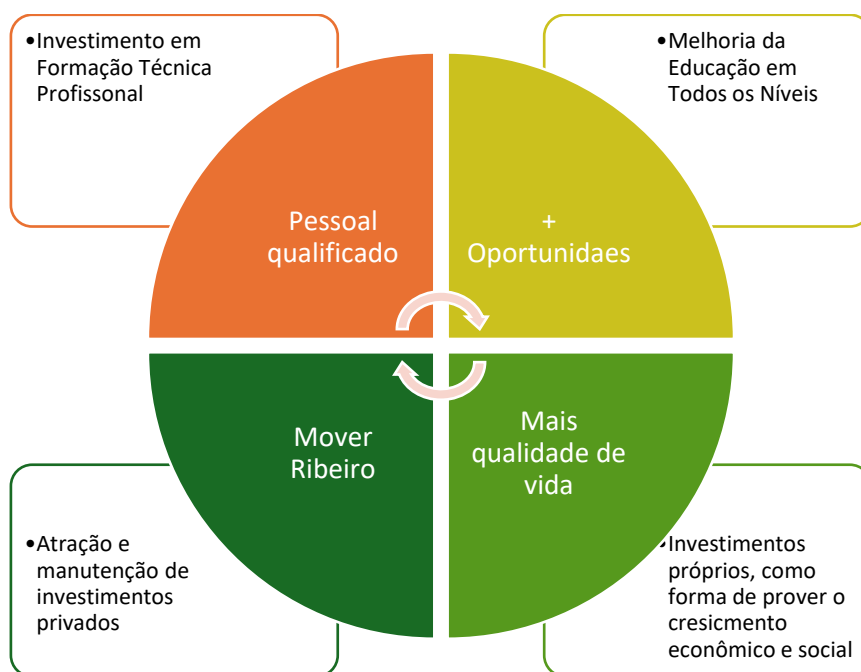 •Investimento em
Formação Técnica
Profissonal
•Melhoria da
Educação em
Todos os Níveis
Pessoal
qualificado
+
Oportunidaes
Mover
Ribeiro
Mais
qualidade de
vida
•Atração e
manutenção de
investimentos
privados
•Investimentos
próprios, como
forma de prover o
cresicmento
econômico e social